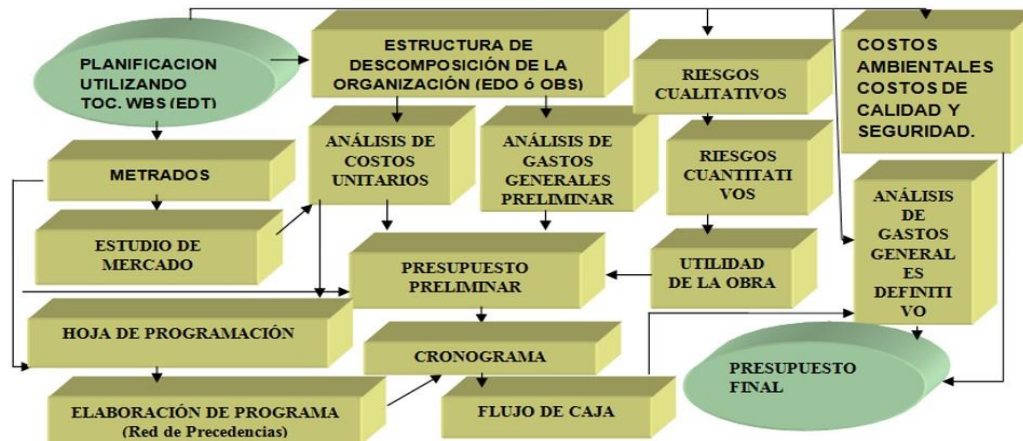 PLANIFICACION
UTILIZANDO
TOC. WBS (EDT)
ESTRUCTURA DE
DESCOMPOSICIÓN DE LA
ORGANIZACIÓN (EDO ó OBS)
RIESGOS
CUALITATIVOS
COSTOS
AMBIENTALES
COSTOS DE
CALIDAD Y
SEGURIDAD.
METRADOS
ANÁLISIS DE
COSTOS
UNITARIOS
ANÁLISIS DE
GASTOS
GENERALES
PRELIMINAR
RIESGOS
CUANTITATI
VOS
ANÁLISIS
DE
GASTOS
GENERAL
ES
DEFINITI
VO
ESTUDIO DE
MERCADO
PRESUPUESTO
PRELIMINAR
UTILIDAD
DE LA OBRA
HOJA DE PROGRAMACIÓN
CRONOGRAMA
PRESUPUESTO
FINAL
ELABORACIÓN DE PROGRAMA
(Red de Precedencias)
FLUJO DE CAJA